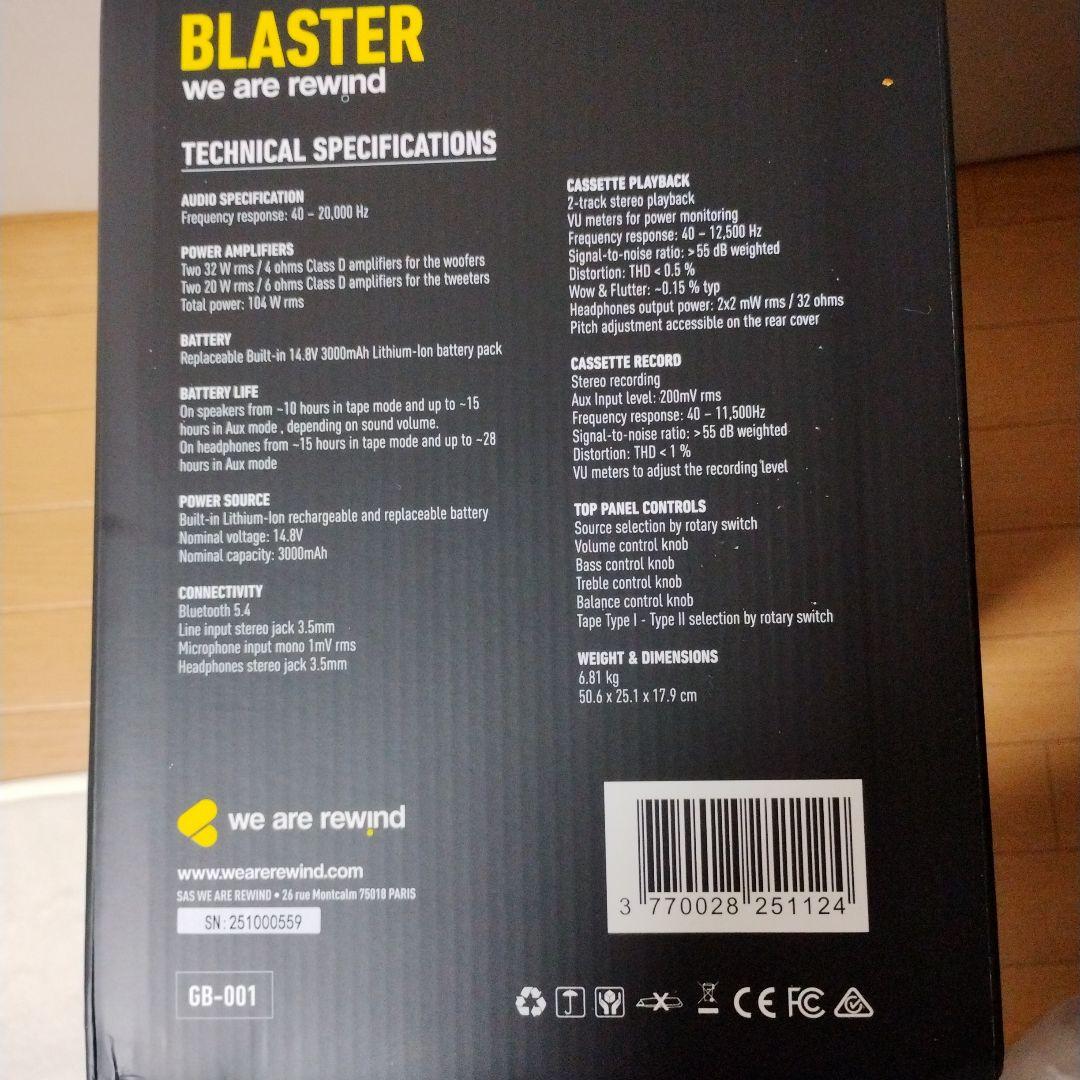 BLASTER
we are rewind
TECHNICAL SPECIFICATIONS
AUDIO SPECIFICATION
Frequency response: 40 – 20,000 Hz
POWER AMPLIFIERS
Two 32 W rms / 4 ohms Class D amplifiers for the woofers
Two 20 W rms / 6 ohms Class D amplifiers for the tweeters
Total power: 104 W rms
BATTERY
Replaceable Built-in 14.8V 3000mAh Lithium-Ion battery pack
BATTERY LIFE
On speakers from ~10 hours in tape mode and up to ~15
hours in Aux mode , depending on sound volume.
On headphones from ~15 hours in tape mode and up to ~28
hours in Aux mode
POWER SOURCE
Built-in Lithium-Ion rechargeable and replaceable battery
Nominal voltage: 14.8V
Nominal capacity: 3000mAh
CONNECTIVITY
Bluetooth 5.4
Line input stereo jack 3.5mm
Microphone input mono 1mV rms
Headphones stereo jack 3.5mm
CASSETTE PLAYBACK
2-track stereo playback
VU meters for power monitoring
Frequency response: 40 – 12,500 Hz
Signal-to-noise ratio: > 55 dB weighted
Distortion: THD < 0.5 %
Wow & Flutter: ~0.15 % typ
Headphones output power: 2x2 mW rms / 32 ohms
Pitch adjustment accessible on the rear cover
CASSETTE RECORD
Stereo recording
Aux Input level: 200mV rms
Frequency response: 40 – 11,500Hz
Signal-to-noise ratio: > 55 dB weighted
Distortion: THD < 1 %
VU meters to adjust the recording level
TOP PANEL CONTROLS
Source selection by rotary switch
Volume control knob
Bass control knob
Treble control knob
Balance control knob
Tape Type I - Type II selection by rotary switch
WEIGHT & DIMENSIONS
6.81 kg
50.6 x 25.1 x 17.9 cm
we are rewind
www.wearerewind.com
SAS WE ARE REWIND • 26 rue Montcalm 75018 PARIS
SN : 251000559
GB-001
3 770028 251124
CE FC